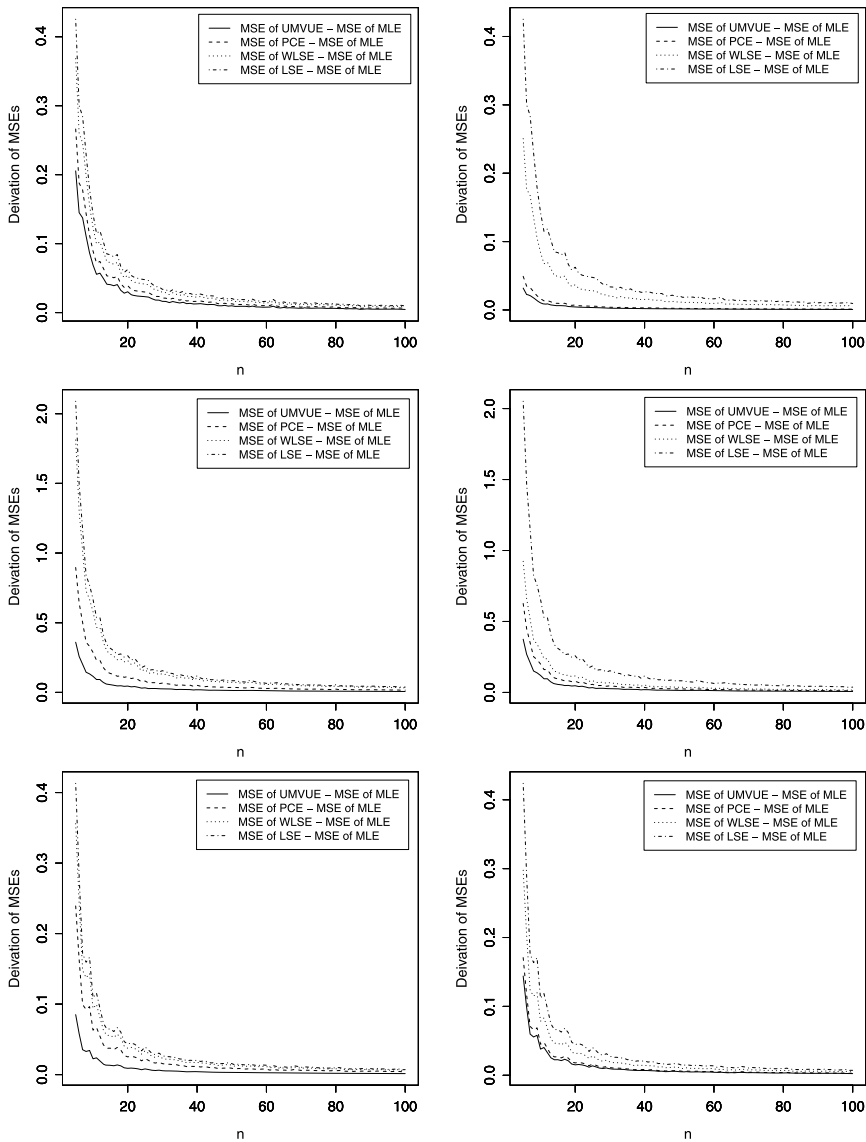 MSE of UMVUE – MSE of MLE
MSE of PCE – MSE of MLE
MSE of WLSE – MSE of MLE
MSE of LSE – MSE of MLE
Deivation of MSEs
0.4
0.3
0.2
0.1
0.0
20 40 60 80 100
n
MSE of UMVUE – MSE of MLE
MSE of PCE – MSE of MLE
MSE of WLSE – MSE of MLE
MSE of LSE – MSE of MLE
Deivation of MSEs
0.4
0.3
0.2
0.1
0.0
20 40 60 80 100
n
MSE of UMVUE – MSE of MLE
MSE of PCE – MSE of MLE
MSE of WLSE – MSE of MLE
MSE of LSE – MSE of MLE
Deivation of MSEs
2.0
1.5
1.0
0.5
0.0
20 40 60 80 100
n
MSE of UMVUE – MSE of MLE
MSE of PCE – MSE of MLE
MSE of WLSE – MSE of MLE
MSE of LSE – MSE of MLE
Deivation of MSEs
2.0
1.5
1.0
0.5
0.0
20 40 60 80 100
n
MSE of UMVUE – MSE of MLE
MSE of PCE – MSE of MLE
MSE of WLSE – MSE of MLE
MSE of LSE – MSE of MLE
Deivation of MSEs
0.4
0.3
0.2
0.1
0.0
20 40 60 80 100
n
MSE of UMVUE – MSE of MLE
MSE of PCE – MSE of MLE
MSE of WLSE – MSE of MLE
MSE of LSE – MSE of MLE
Deivation of MSEs
0.4
0.3
0.2
0.1
0.0
20 40 60 80 100
n